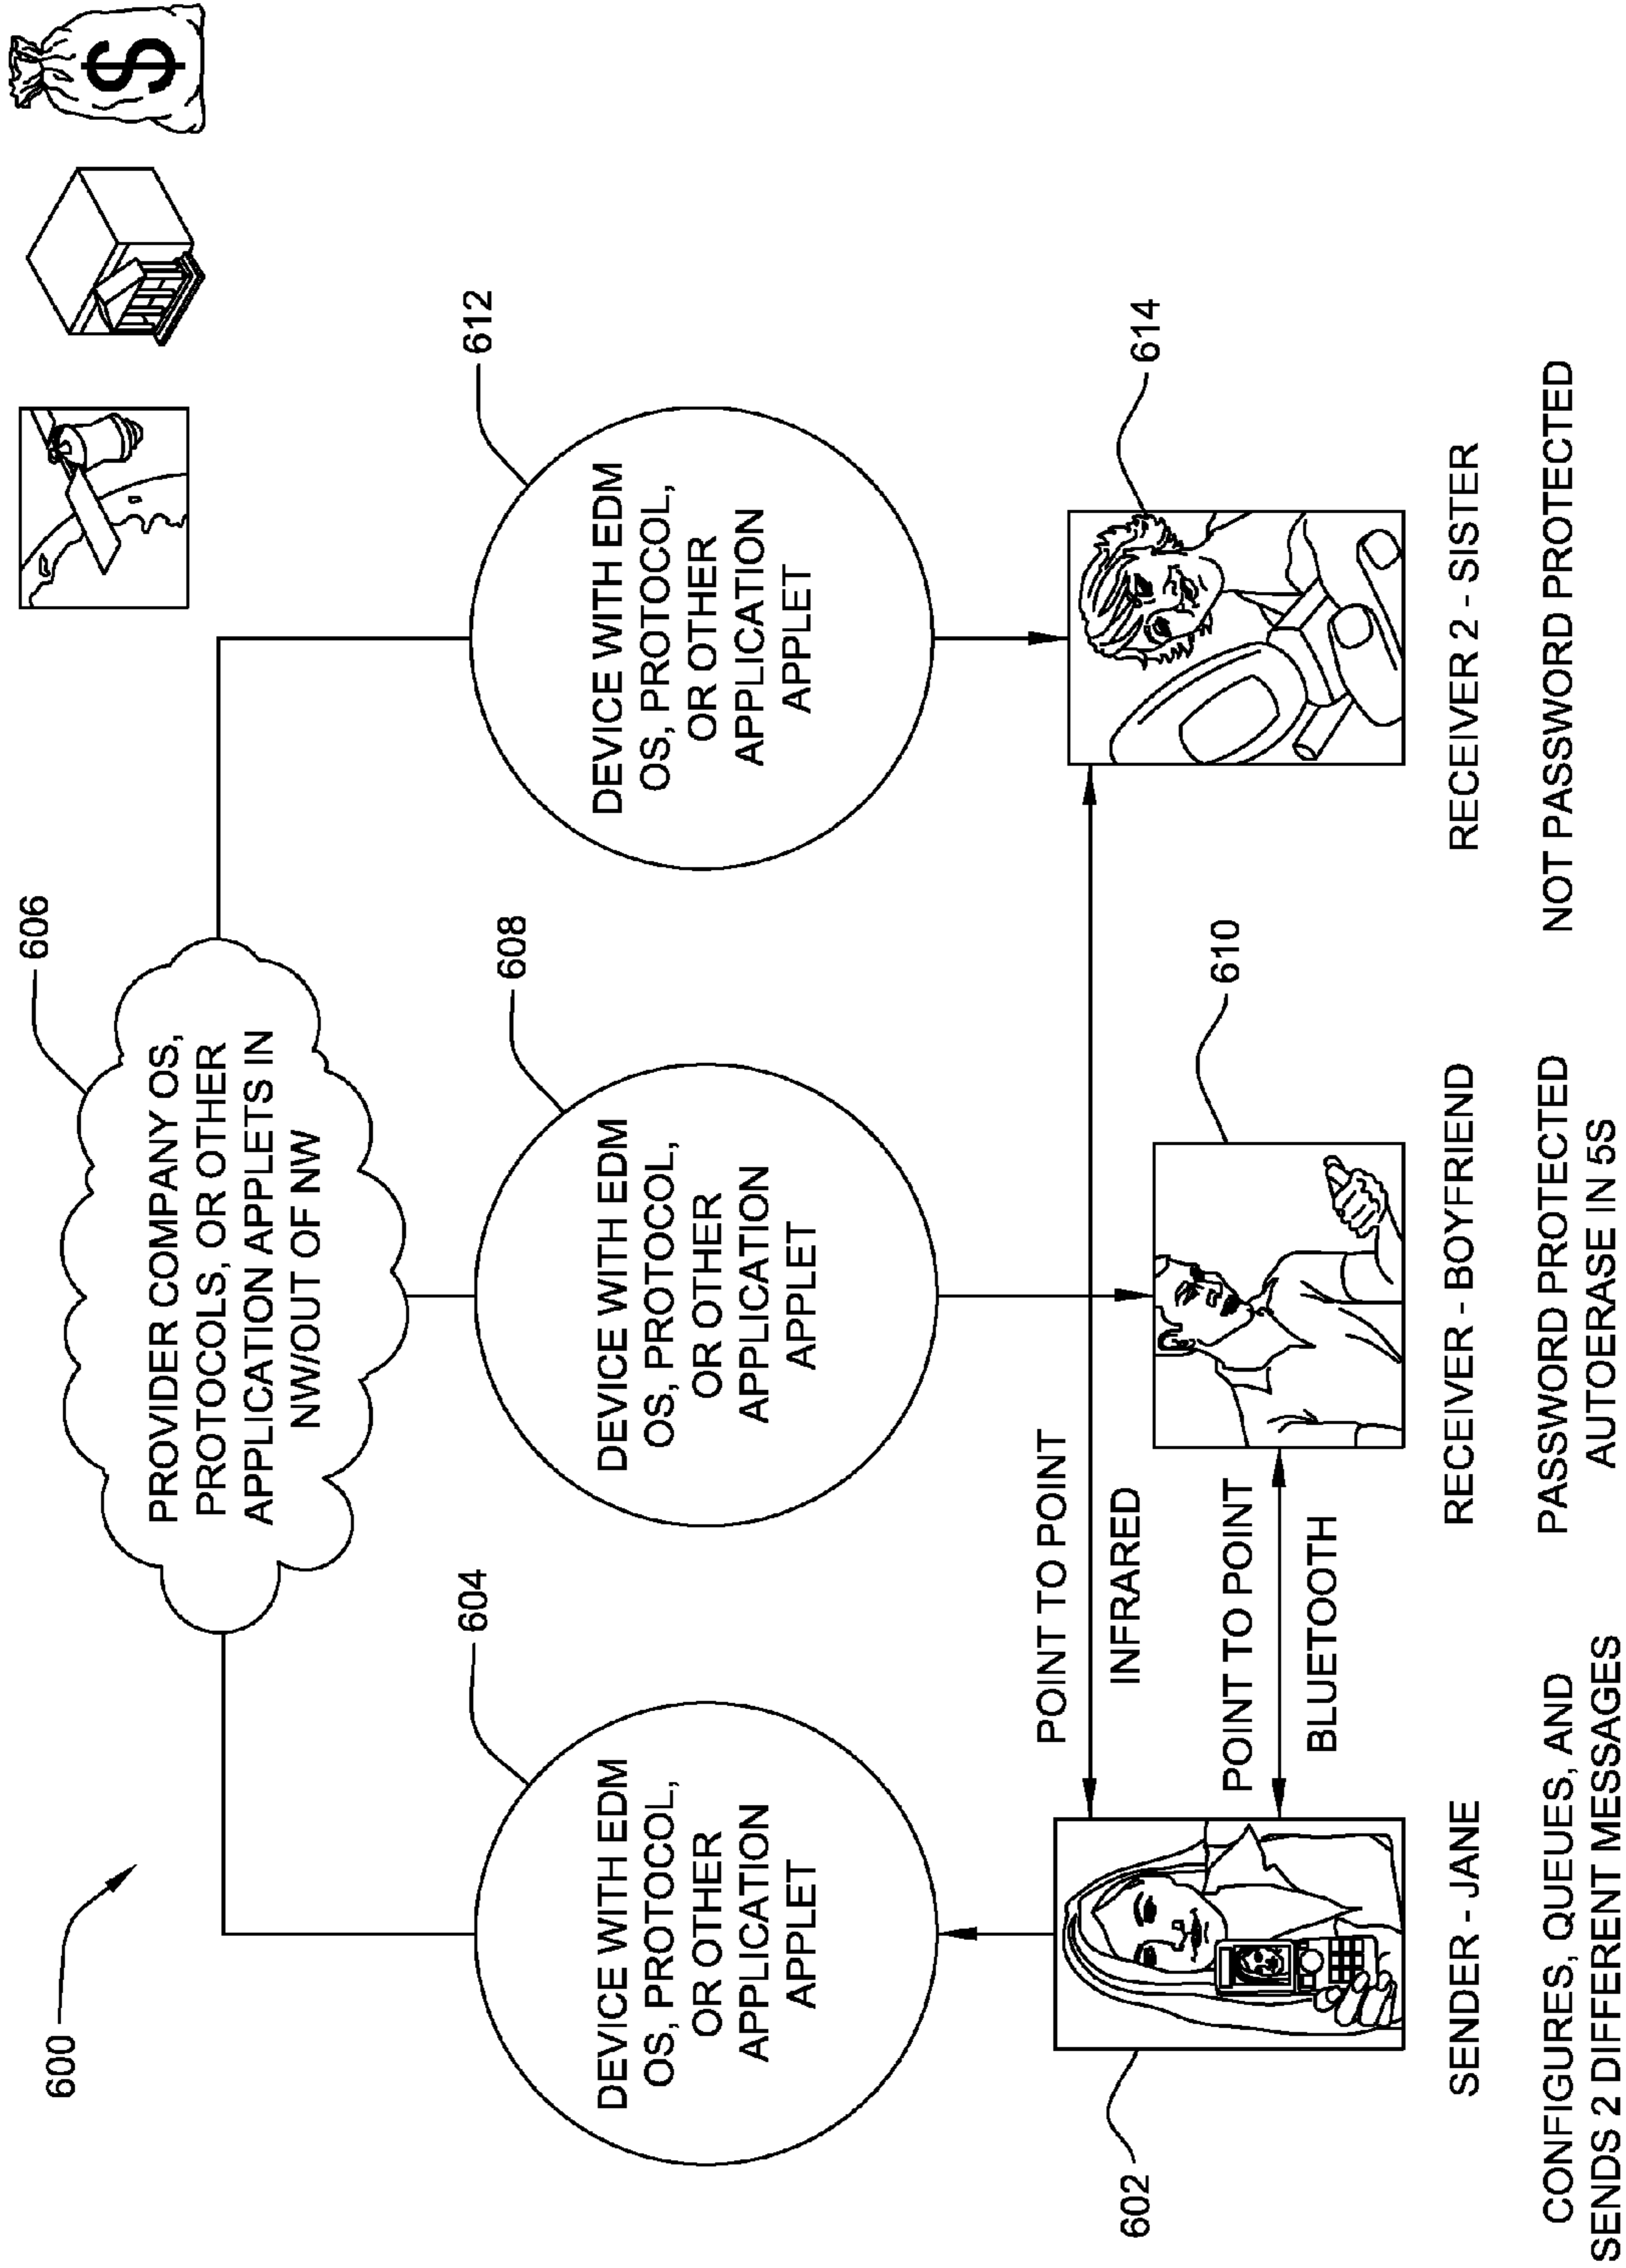 600
606
PROVIDER COMPANY OS,
PROTOCOLS, OR OTHER
APPLICATION APPLETS IN
NW/OUT OF NW
$
604
DEVICE WITH EDM
OS, PROTOCOL,
OR OTHER
APPLICATION
APPLET
608
DEVICE WITH EDM
OS, PROTOCOL,
OR OTHER
APPLICATION
APPLET
612
DEVICE WITH EDM
OS, PROTOCOL,
OR OTHER
APPLICATION
APPLET
POINT TO POINT
INFRARED
POINT TO POINT
BLUETOOTH
602
610
614
SENDER - JANE
CONFIGURES, QUEUES, AND
SENDS 2 DIFFERENT MESSAGES
RECEIVER - BOYFRIEND
PASSWORD PROTECTED
AUTOERASE IN 5S
RECEIVER 2 - SISTER
NOT PASSWORD PROTECTED